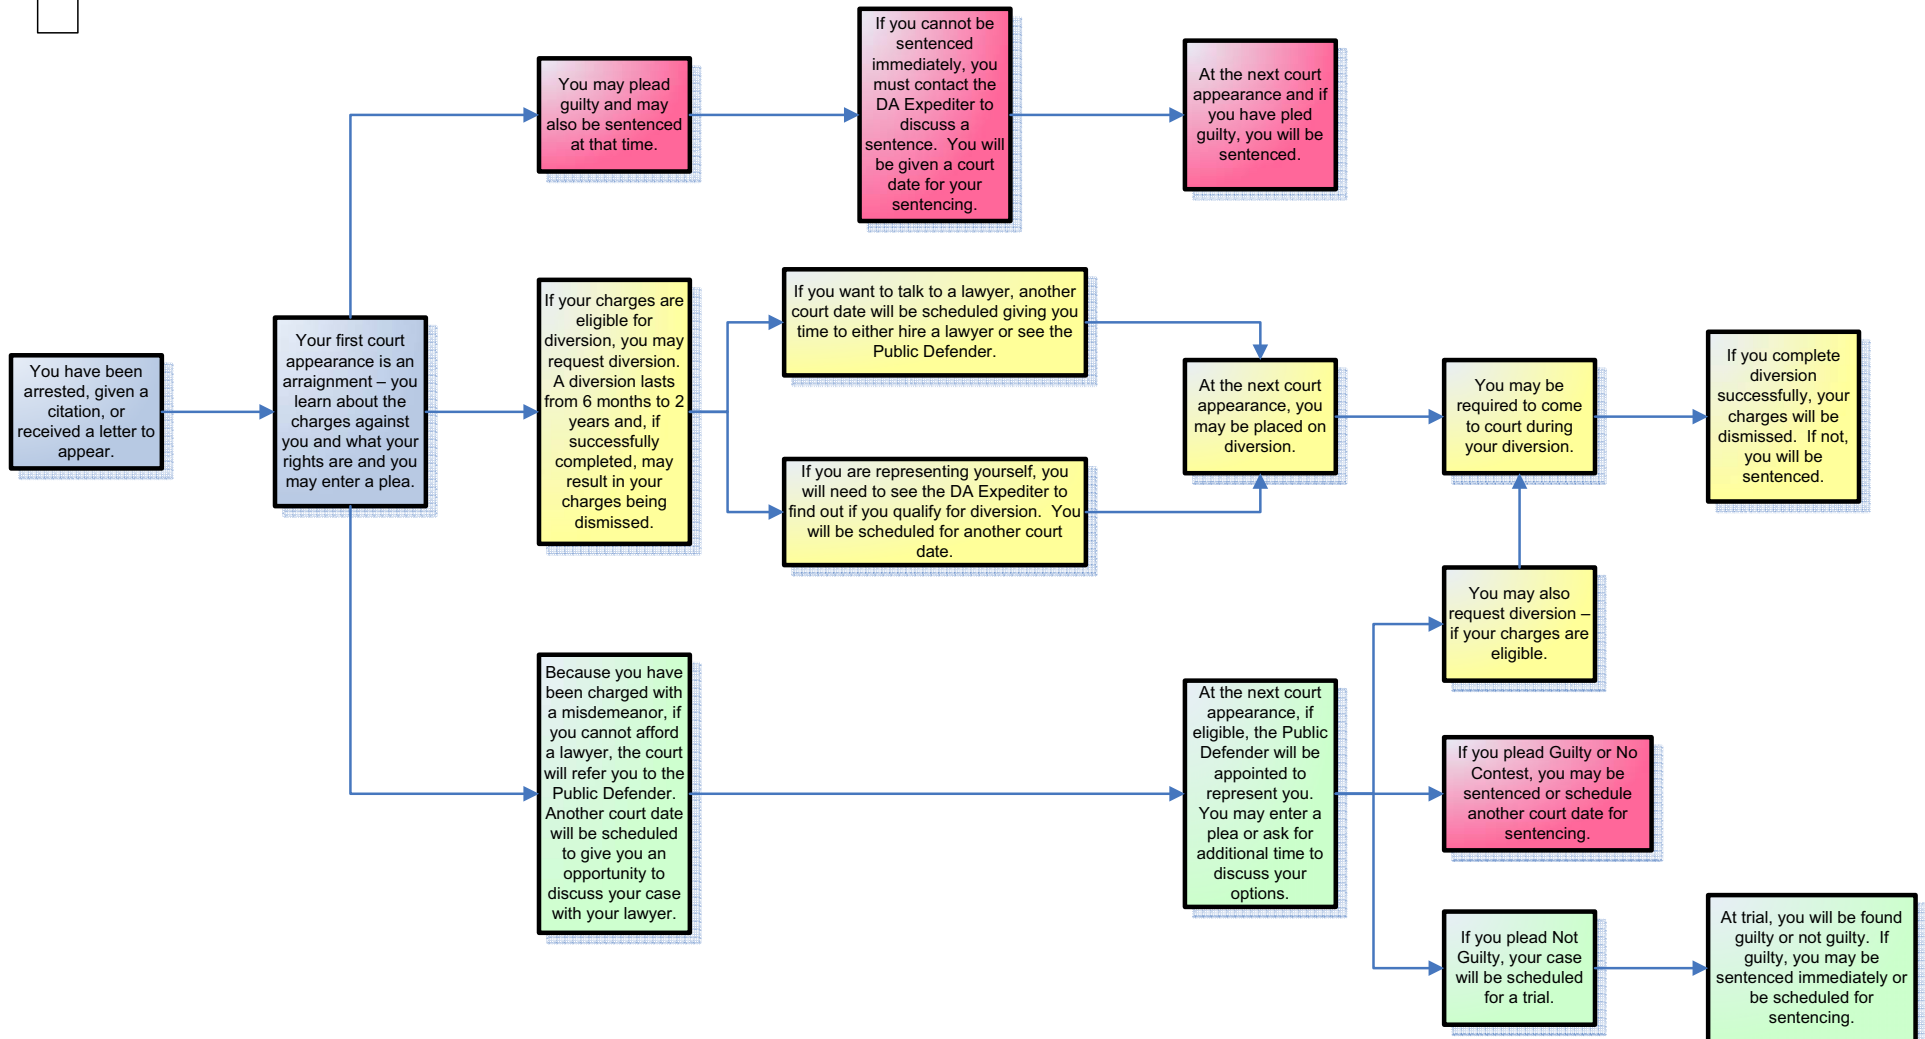 You have been
arrested, given a
citation, or
received a letter to
appear.
Your first court
appearance is an
arraignment – you
learn about the
charges against
you and what your
rights are and you
may enter a plea.
You may plead
guilty and may
also be sentenced
at that time.
If you cannot be
sentenced
immediately, you
must contact the
DA Expediter to
discuss a
sentence.  You will
be given a court
date for your
sentencing.
At the next court
appearance and if
you have pled
guilty, you will be
sentenced.
If your charges are
eligible for
diversion, you may
request diversion.
A diversion lasts
from 6 months to 2
years and, if
successfully
completed, may
result in your
charges being
dismissed.
If you want to talk to a lawyer, another
court date will be scheduled giving you
time to either hire a lawyer or see the
Public Defender.
If you are representing yourself, you
will need to see the DA Expediter to
find out if you qualify for diversion.  You
will be scheduled for another court
date.
At the next court
appearance, you
may be placed on
diversion.
You may be
required to come
to court during
your diversion.
If you complete
diversion
successfully, your
charges will be
dismissed.  If not,
you will be
sentenced.
Because you have
been charged with
a misdemeanor, if
you cannot afford
a lawyer, the court
will refer you to the
Public Defender.
Another court date
will be scheduled
to give you an
opportunity to
discuss your case
with your lawyer.
At the next court
appearance, if
eligible, the Public
Defender will be
appointed to
represent you.
You may enter a
plea or ask for
additional time to
discuss your
options.
You may also
request diversion –
if your charges are
eligible.
If you plead Guilty or No
Contest, you may be
sentenced or schedule
another court date for
sentencing.
If you plead Not
Guilty, your case
will be scheduled
for a trial.
At trial, you will be found
guilty or not guilty.  If
guilty, you may be
sentenced immediately or
be scheduled for
sentencing.